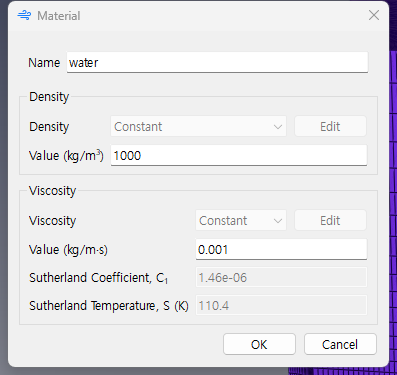 Material
Name water
Density
Density Constant Edit
Value (kg/m³) 1000
Viscosity
Viscosity Constant Edit
Value (kg/m·s) 0.001
Sutherland Coefficient, C₁ 1.46e-06
Sutherland Temperature, S (K) 110.4
OK Cancel